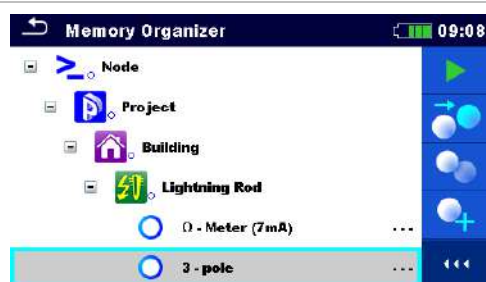 Memory Organizer 09:08
Node
Project
Building
Lightning Rod
Ω - Meter (7mA) ...
3 - pole ...